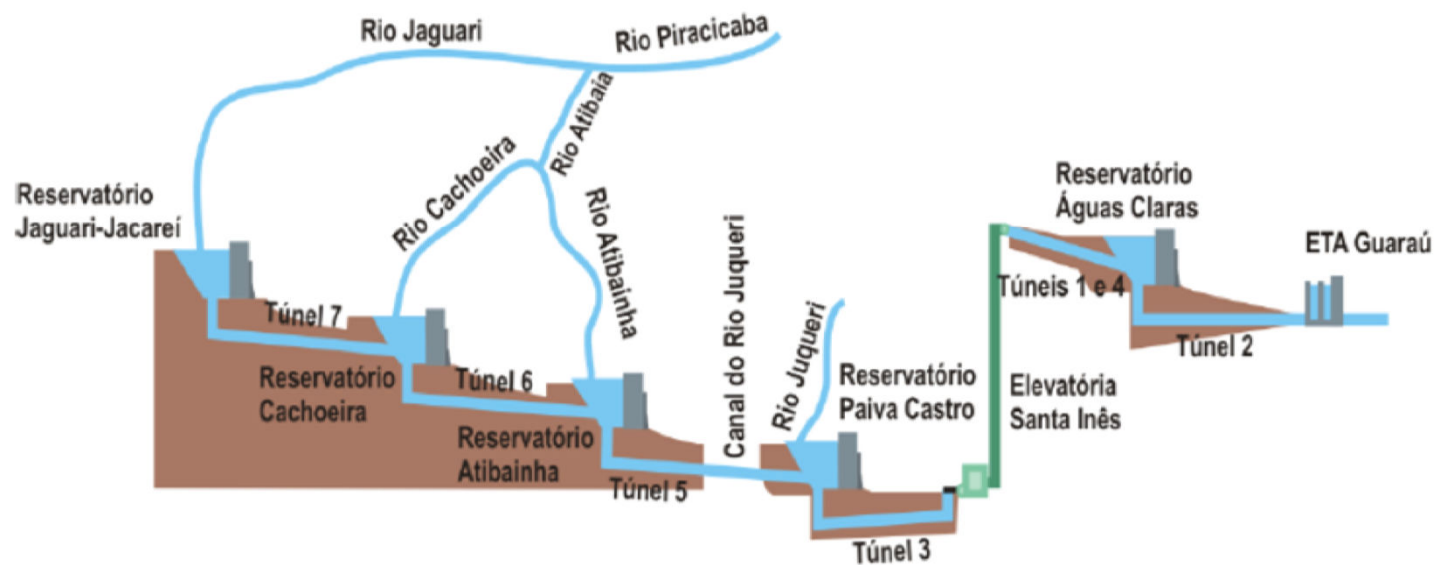 Rio Jaguari
Rio Piracicaba
Rio Atibaia
Rio Cachoeira
Rio Atibainha
Reservatório
Jaguari-Jacareí
Túnel 7
Reservatório
Cachoeira
Túnel 6
Reservatório
Atibainha
Túnel 5
Canal do Rio Juqueri
Rio Juqueri
Reservatório
Paiva Castro
Túnel 3
Elevatória
Santa Inês
Túneis 1 e 4
Reservatório
Águas Claras
Túnel 2
ETA Guaraú